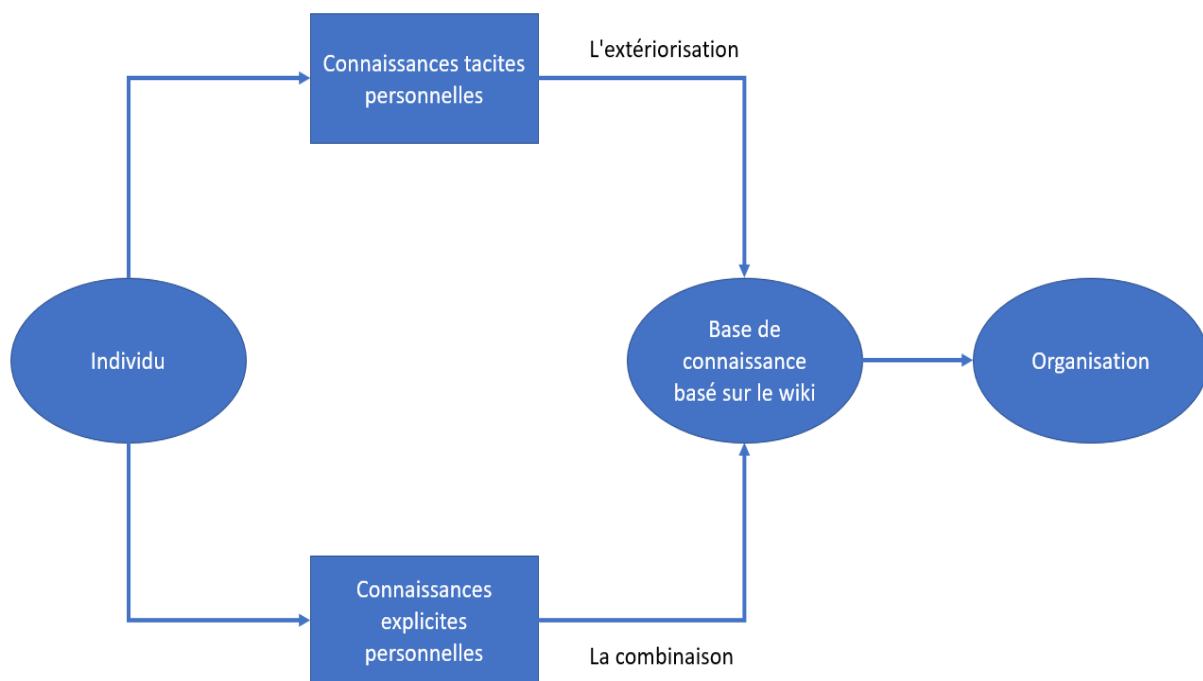 Connaissances tacites
personnelles
L'extériorisation
Individu
Base de
connaissance
basé sur le wiki
Organisation
Connaissances
explicites
personnelles
La combinaison